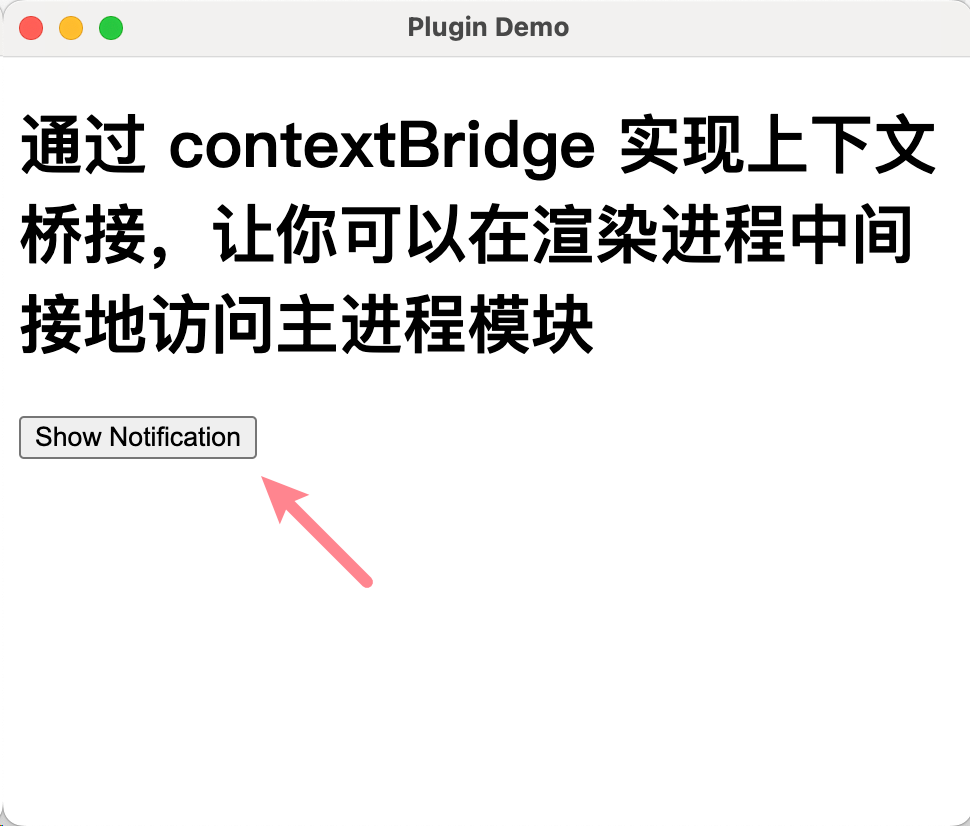 Plugin Demo
通过 contextBridge 实现上下文
桥接，让你可以在渲染进程中间
接地访问主进程模块
Show Notification